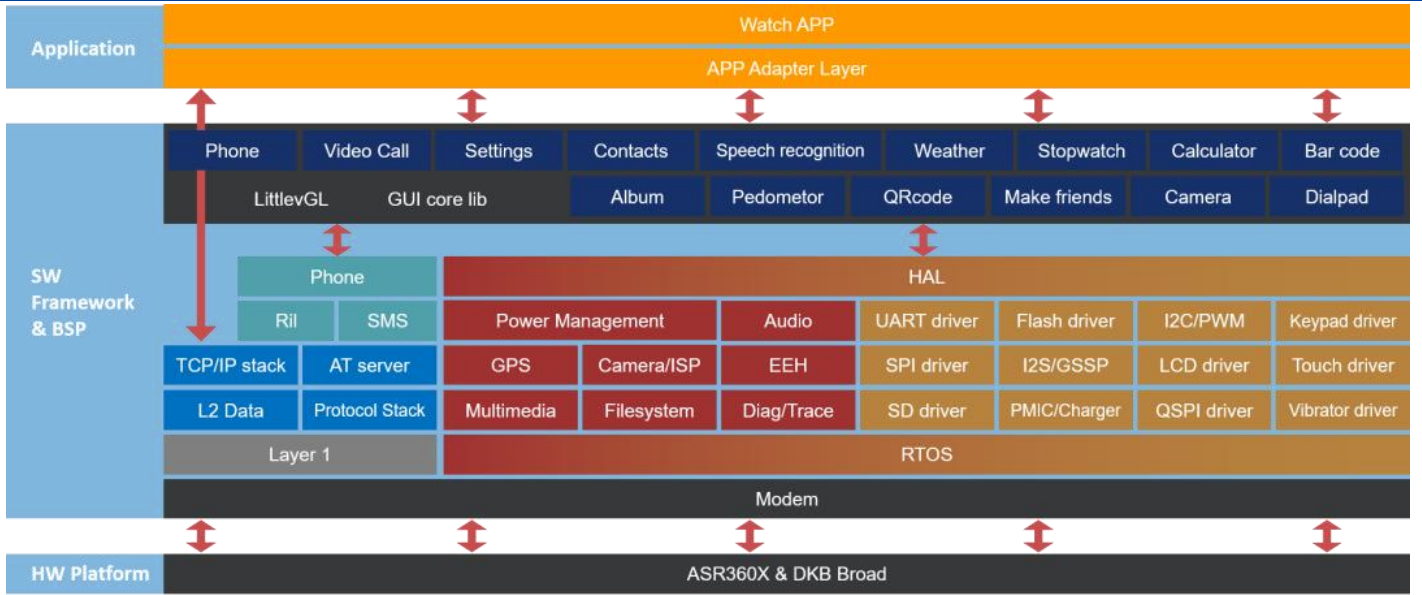 Application
Watch APP
APP Adapter Layer
SW
Framework
& BSP
Phone Video Call Settings Contacts Speech recognition Weather Stopwatch Calculator Bar code
LittlevGL GUI core lib Album Pedometor QRcode Make friends Camera Dialpad
Phone HAL
Ril SMS Power Management Audio UART driver Flash driver I2C/PWM Keypad driver
TCP/IP stack AT server GPS Camera/ISP EEH SPI driver I2S/GSSP LCD driver Touch driver
L2 Data Protocol Stack Multimedia Filesystem Diag/Trace SD driver PMIC/Charger QSPI driver Vibrator driver
Layer 1 RTOS
Modem
HW Platform
ASR360X & DKB Broad